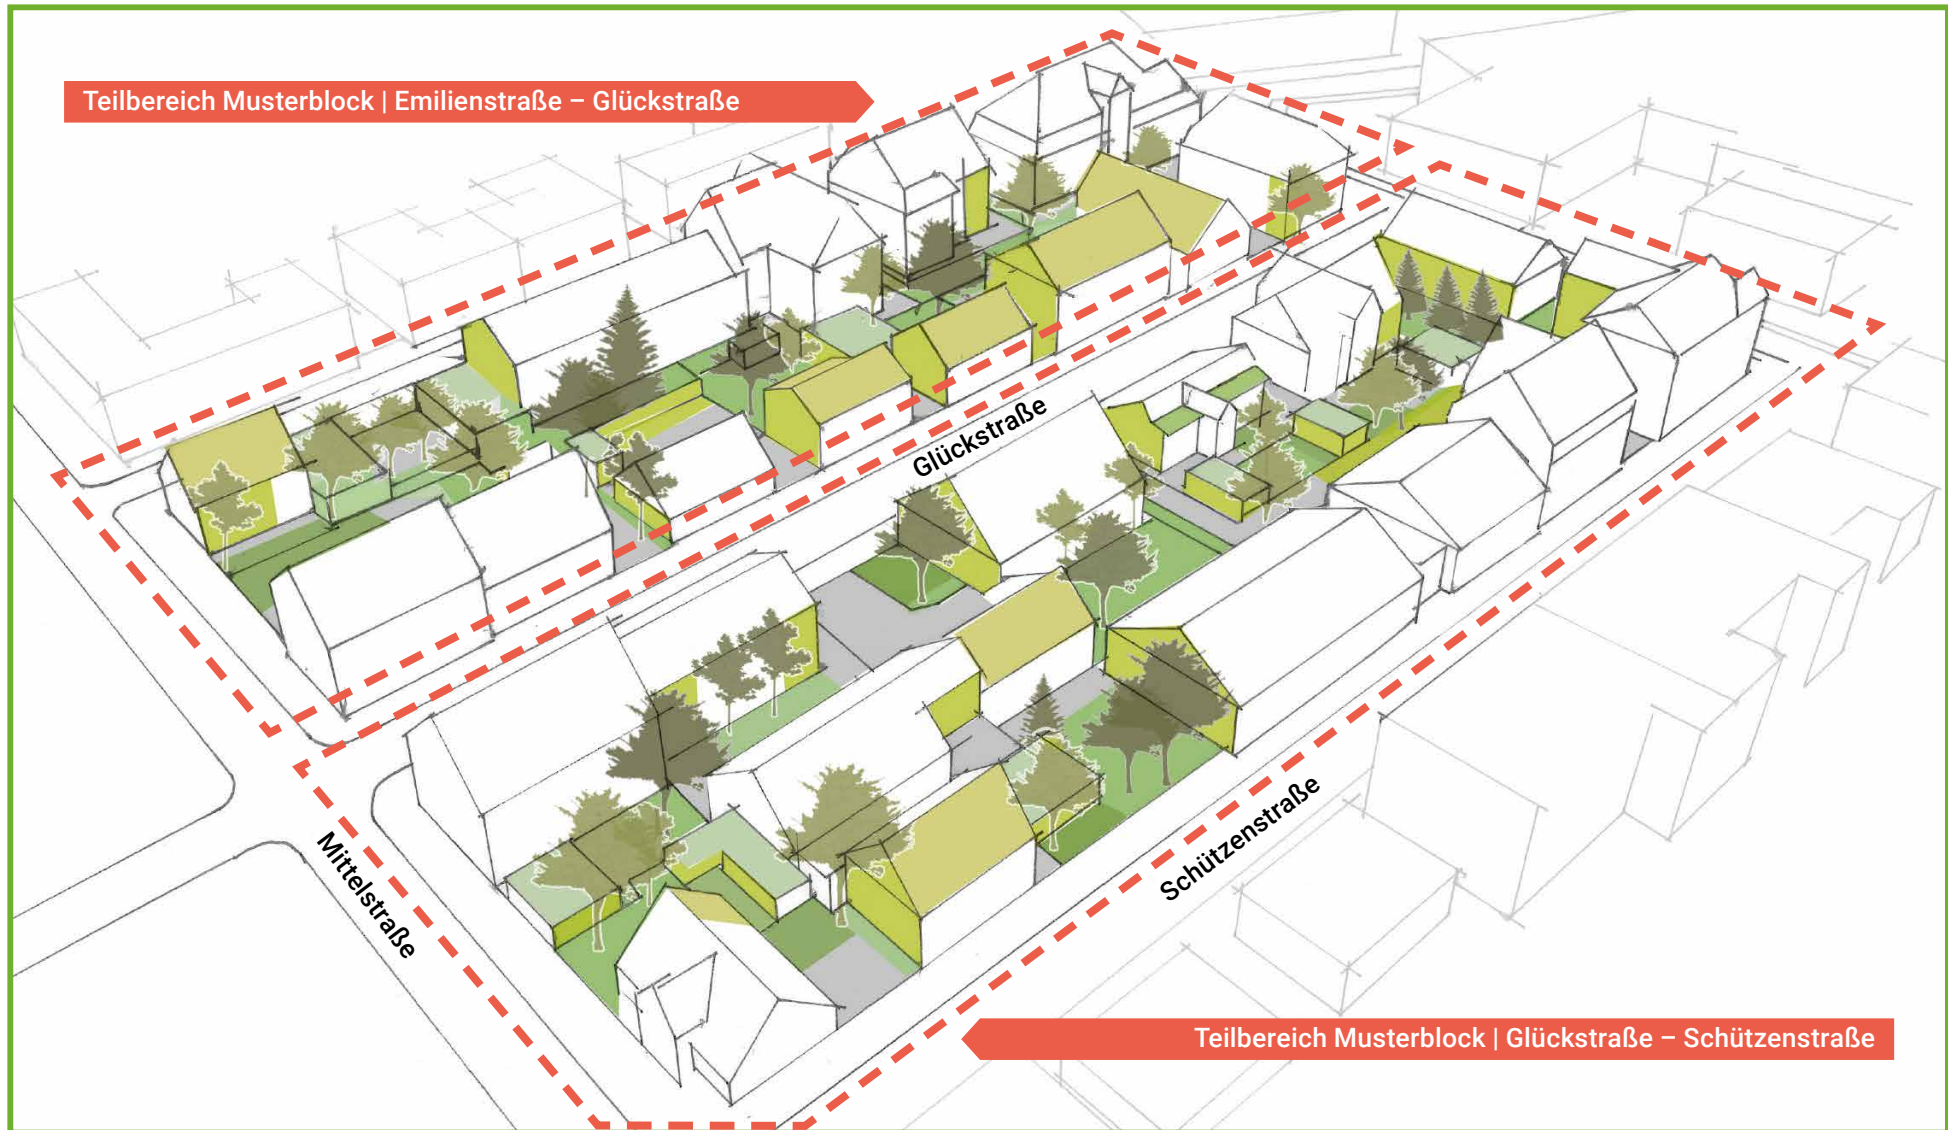 Teilbereich Musterblock | Emilienstraße – Glückstraße
Glückstraße
Mittelstraße
Schützenstraße
Teilbereich Musterblock | Glückstraße – Schützenstraße